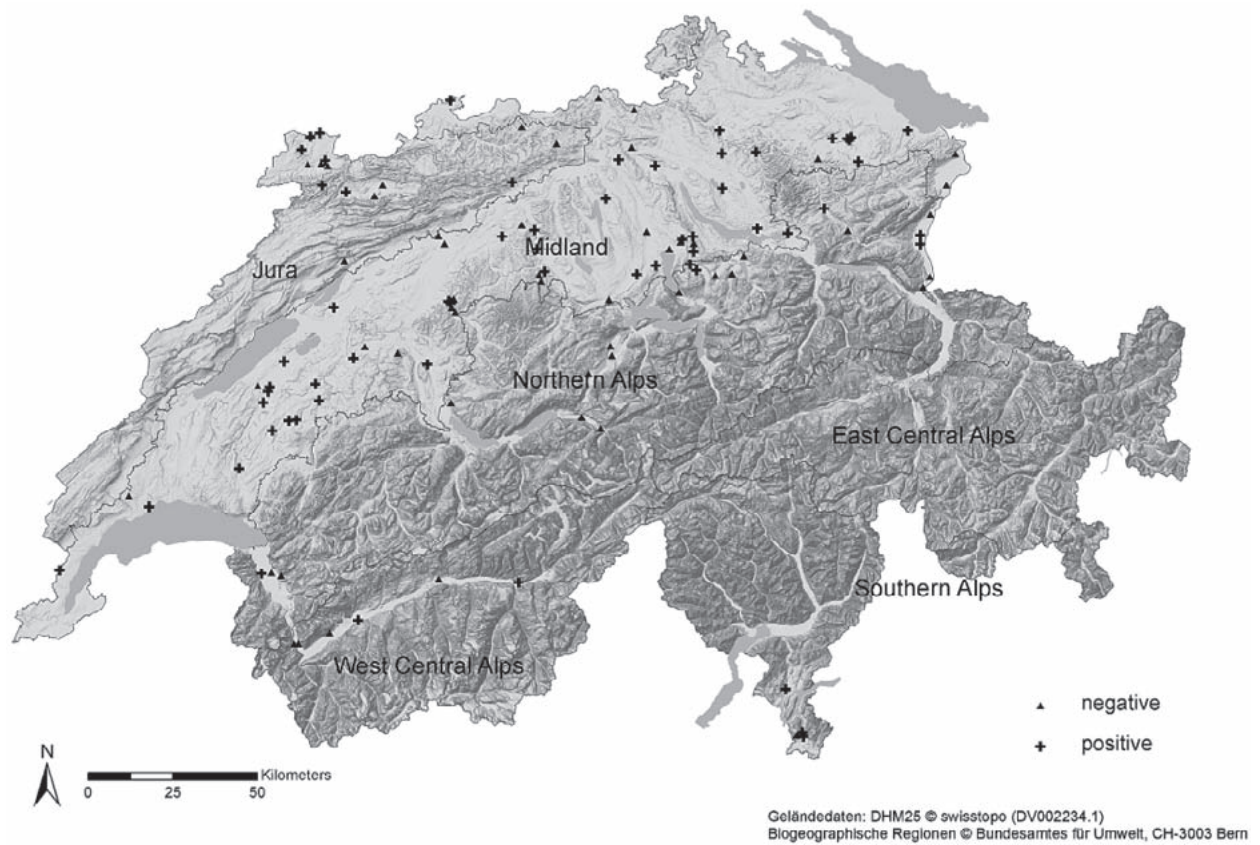 Jura
Midland
Northern Alps
East Central Alps
Southern Alps
West Central Alps
negative
positive
N
Kilometers
0 25 50
Geländedaten: DHM25 © swisstopo (DV002234.1)
Biogeographische Regionen © Bundesamtes für Umwelt, CH-3003 Bern